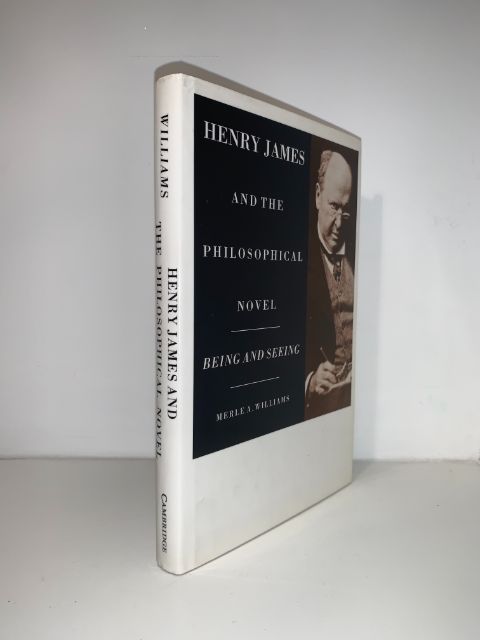 WILLIAMS
HENRY JAMES AND
THE PHILOSOPHICAL NOVEL
CAMBRIDGE
HENRY JAMES
AND THE
PHILOSOPHICAL
NOVEL
BEING AND SEEING
MERLE A. WILLIAMS